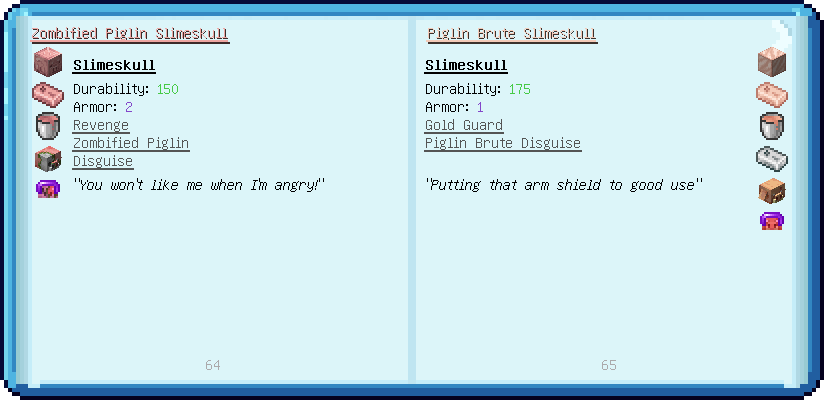 Zombified Piglin Slimeskull
Slimeskull
Durability: 150
Armor: 2
Revenge
Zombified Piglin
Disguise
"You won't like me when I'm angry!"
64
Piglin Brute Slimeskull
Slimeskull
Durability: 175
Armor: 1
Gold Guard
Piglin Brute Disguise
"Putting that arm shield to good use"
65